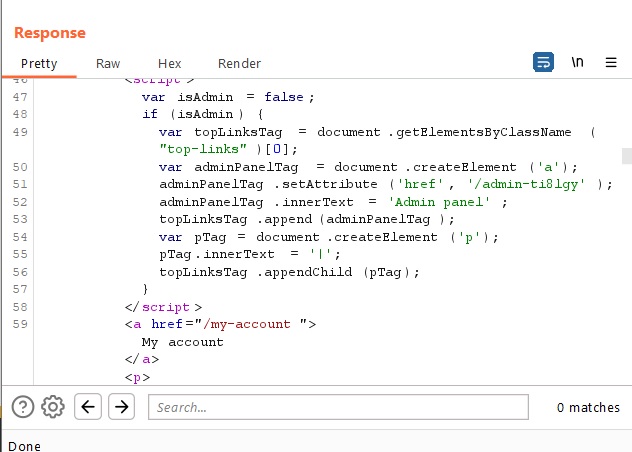 Response
Pretty Raw Hex Render \n
46 <script>
47 var isAdmin = false;
48 if (isAdmin) {
49 var topLinksTag = document.getElementsByClassName(
"top-links")[0];
50 var adminPanelTag = document.createElement('a');
51 adminPanelTag.setAttribute('href', '/admin-ti8lgy');
52 adminPanelTag.innerText = 'Admin panel';
53 topLinksTag.append(adminPanelTag);
54 var pTag = document.createElement('p');
55 pTag.innerText = '|';
56 topLinksTag.appendChild(pTag);
57 }
58 </script>
59 <a href="/my-account">
My account
</a>
<p>
Search...
0 matches
Done